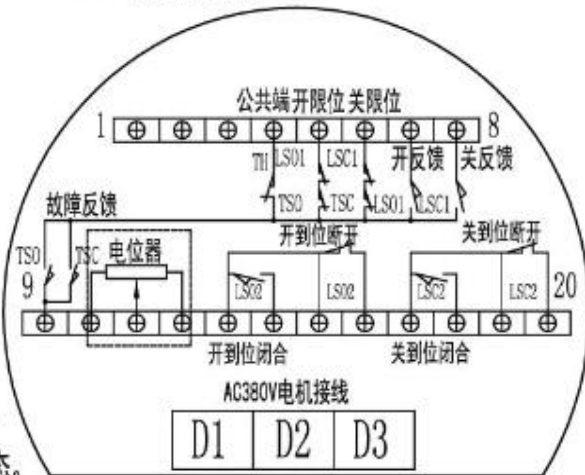 公共端 开限位 关限位
1 8
TH LSO1 LSC1 开反馈 关反馈
故障反馈 TSO TSC LSO1 LSC1
TSO TSC 电位器 开到位断开 关到位断开
9 LSO2 LSO2 LSC2 LSC2 20
开到位闭合 关到位闭合
AC380V电机接线
D1 D2 D3
态。